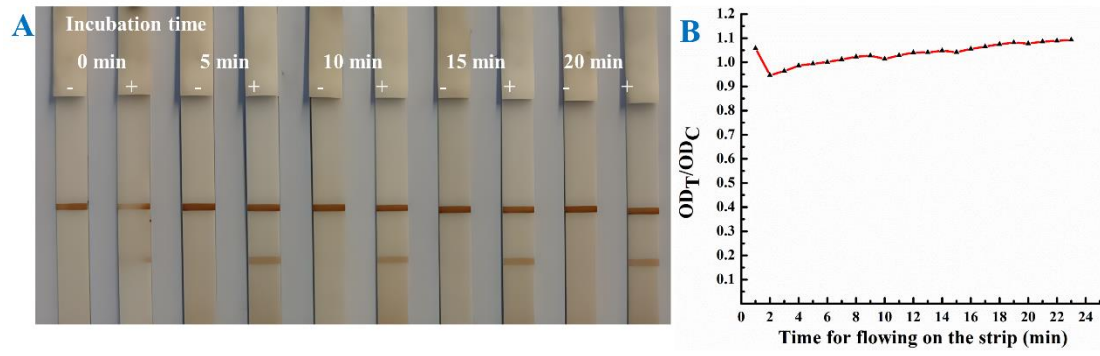 A
Incubation time
0 min 5 min 10 min 15 min 20 min
- + - + - + - + - +
B
1.2
1.1
1.0
0.9
0.8
0.7
0.6
0.5
0.4
0.3
0.2
0.1
OD_T/OD_C
0 2 4 6 8 10 12 14 16 18 20 22 24
Time for flowing on the strip (min)